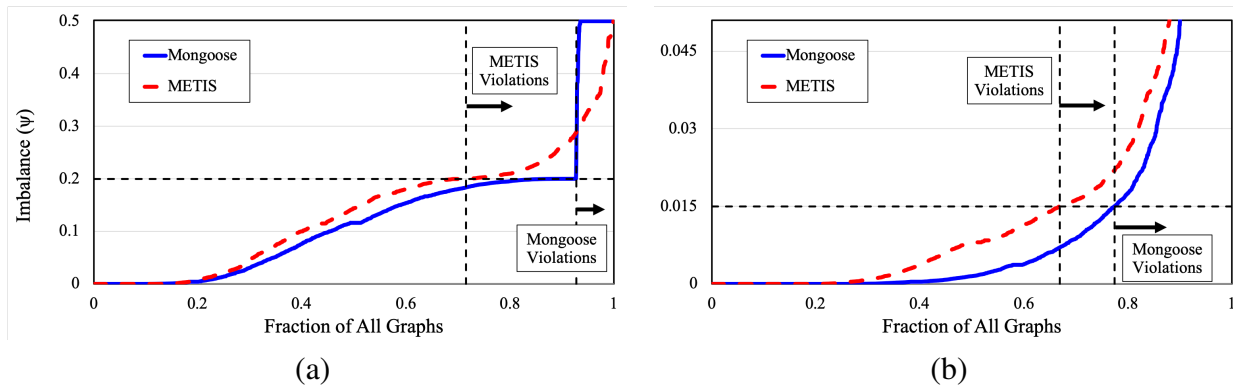 0.5
0.4
0.3
0.2
0.1
0
Imbalance (ψ)
Mongoose
METIS
METIS
Violations
Mongoose
Violations
0
0.2
0.4
0.6
0.8
1
Fraction of All Graphs
(a)
0.045
0.03
0.015
0
Mongoose
METIS
METIS
Violations
Mongoose
Violations
0
0.2
0.4
0.6
0.8
1
Fraction of All Graphs
(b)